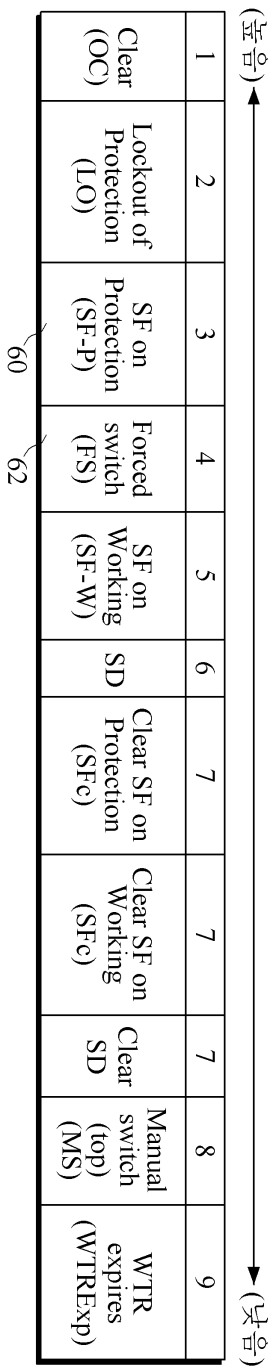 (높음)
(낮음)
1
2
3
4
5
6
7
7
7
8
9
Clear
(OC)
Lockout of
Protection
(LO)
SF on
Protection
(SF-P)
Forced
switch
(FS)
SF on
Working
(SF-W)
SD
Clear SF on
Protection
(SFc)
Clear SF on
Working
(SFc)
Clear
SD
Manual
switch
(top)
(MS)
WTR
expires
(WTRExp)
60
62